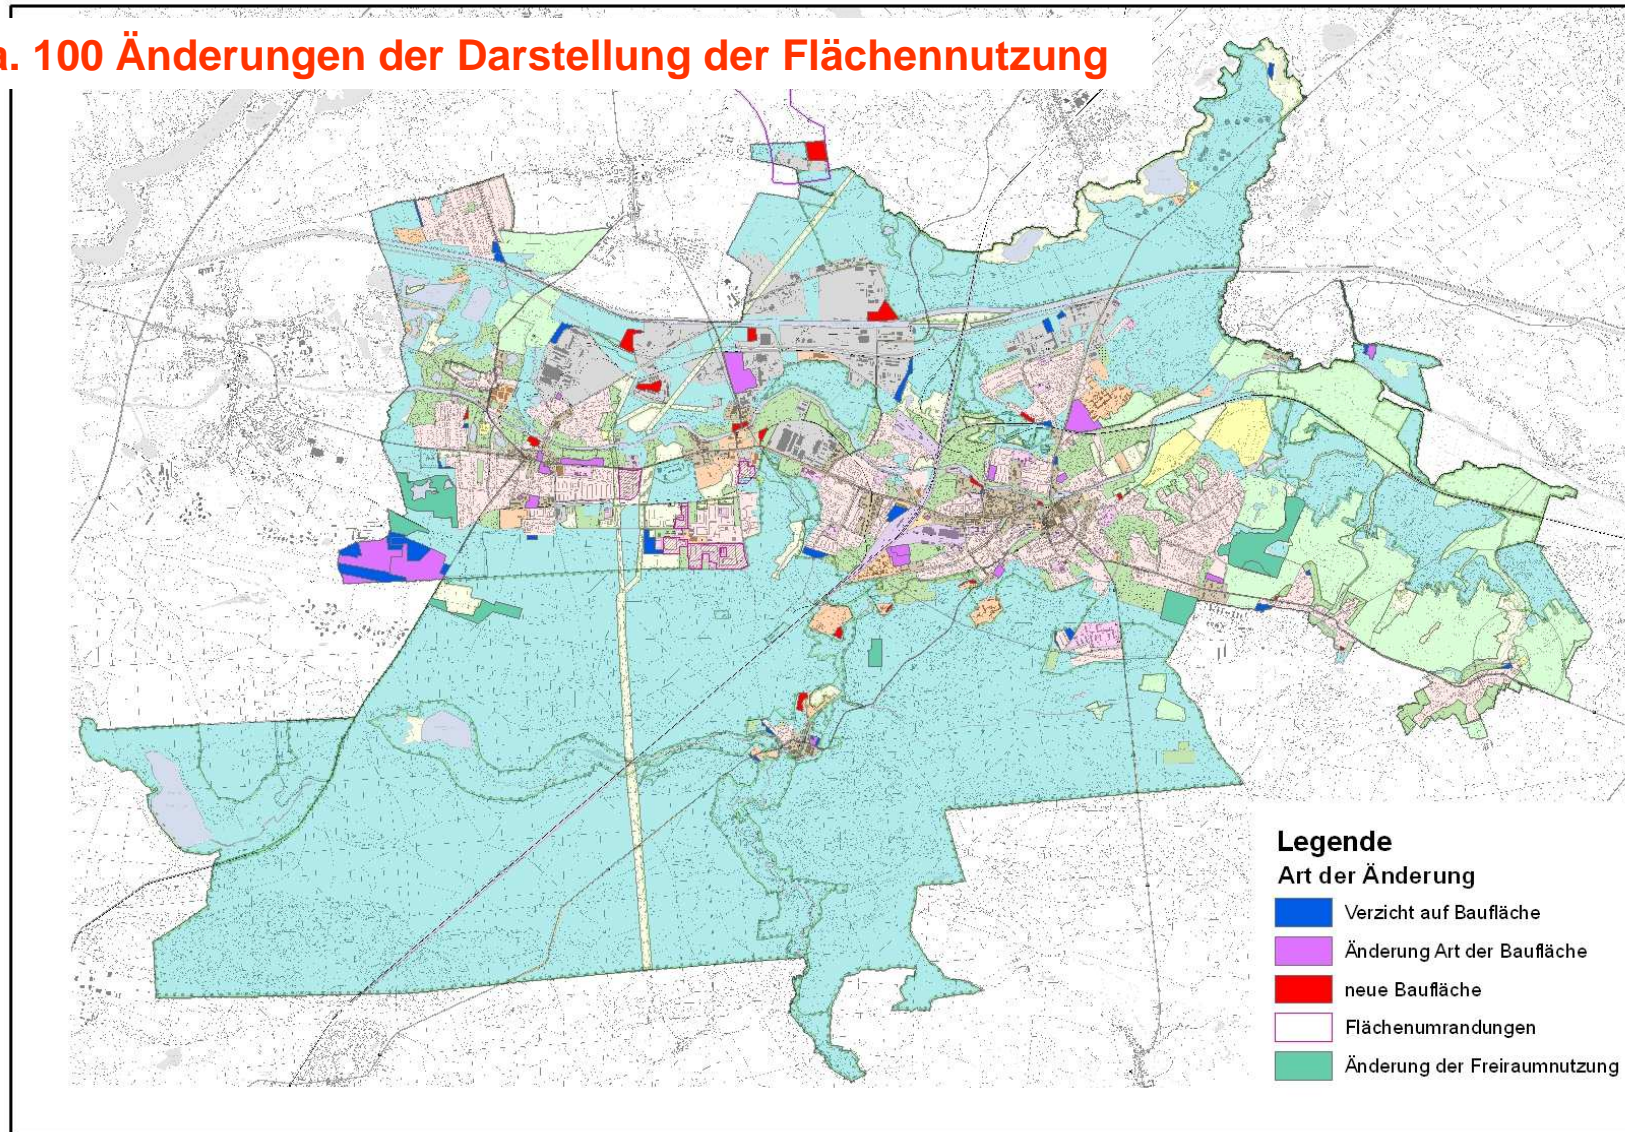 a. 100 Änderungen der Darstellung der Flächennutzung
Legende
Art der Änderung
Verzicht auf Baufläche
Änderung Art der Baufläche
neue Baufläche
Flächenumrandungen
Änderung der Freiraumnutzung